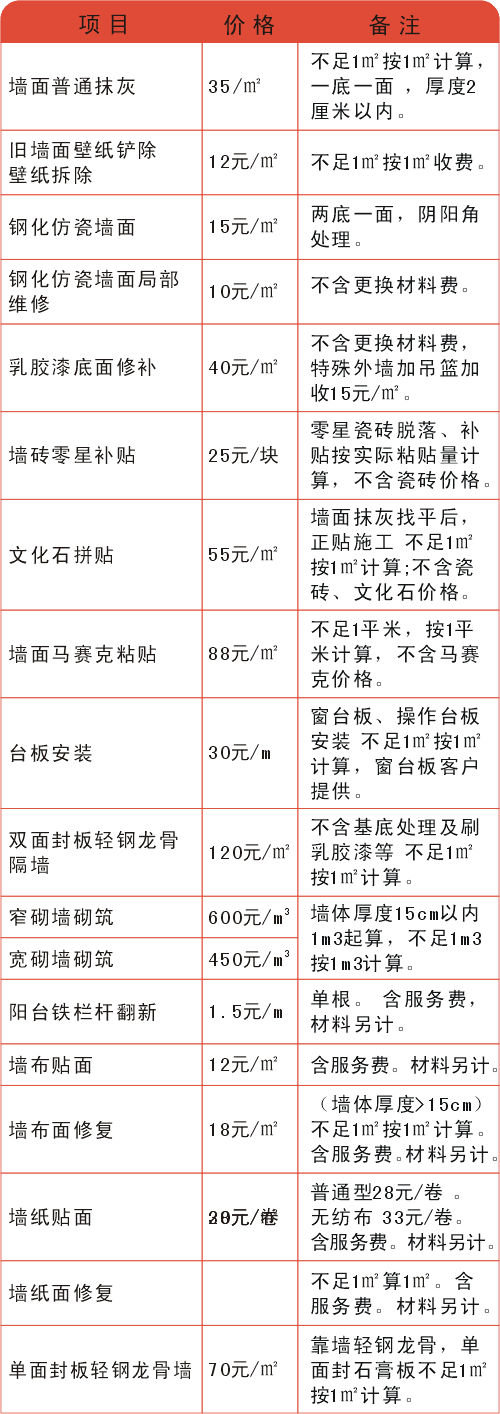 项目 价格 备注
墙面普通抹灰 35/㎡ 不足1㎡按1㎡计算，
一底一面 ，厚度2
厘米以内。
旧墙面壁纸铲除
壁纸拆除 12元/㎡ 不足1㎡按1㎡收费。
钢化仿瓷墙面 15元/㎡ 两底一面，阴阳角
处理。
钢化仿瓷墙面局部
维修 10元/㎡ 不含更换材料费。
乳胶漆底面修补 40元/㎡ 不含更换材料费，
特殊外墙加吊篮加
收15元/㎡。
墙砖零星补贴 25元/块 零星瓷砖脱落、补
贴按实际粘贴量计
算，不含瓷砖价格。
文化石拼贴 55元/㎡ 墙面抹灰找平后，
正贴施工 不足1㎡
按1㎡计算;不含瓷
砖、文化石价格。
墙面马赛克粘贴 88元/㎡ 不足1平米，按1平
米计算，不含马赛
克价格。
台板安装 30元/m 窗台板、操作台板
安装 不足1㎡按1㎡
计算，窗台板客户
提供。
双面封板轻钢龙骨
隔墙 120元/㎡ 不含基底处理及刷
乳胶漆等 不足1㎡
按1㎡计算。
窄砌墙砌筑 600元/m³ 墙体厚度15cm以内
1m3起算，不足1m3
按1m3计算。
宽砌墙砌筑 450元/m³
阳台铁栏杆翻新 1.5元/m 单根。 含服务费，
材料另计。
墙布贴面 12元/㎡ 含服务费。材料另计。
墙布面修复 18元/㎡ （墙体厚度>15cm）
不足1㎡按1㎡计算。
含服务费。材料另计。
墙纸贴面 元/卷 普通型28元/卷 。
无纺布 33元/卷。
含服务费。材料另计。
墙纸面修复 不足1㎡算1㎡。含
服务费。材料另计。
单面封板轻钢龙骨墙 70元/㎡ 靠墙轻钢龙骨，单
面封石膏板不足1㎡
按1㎡计算。